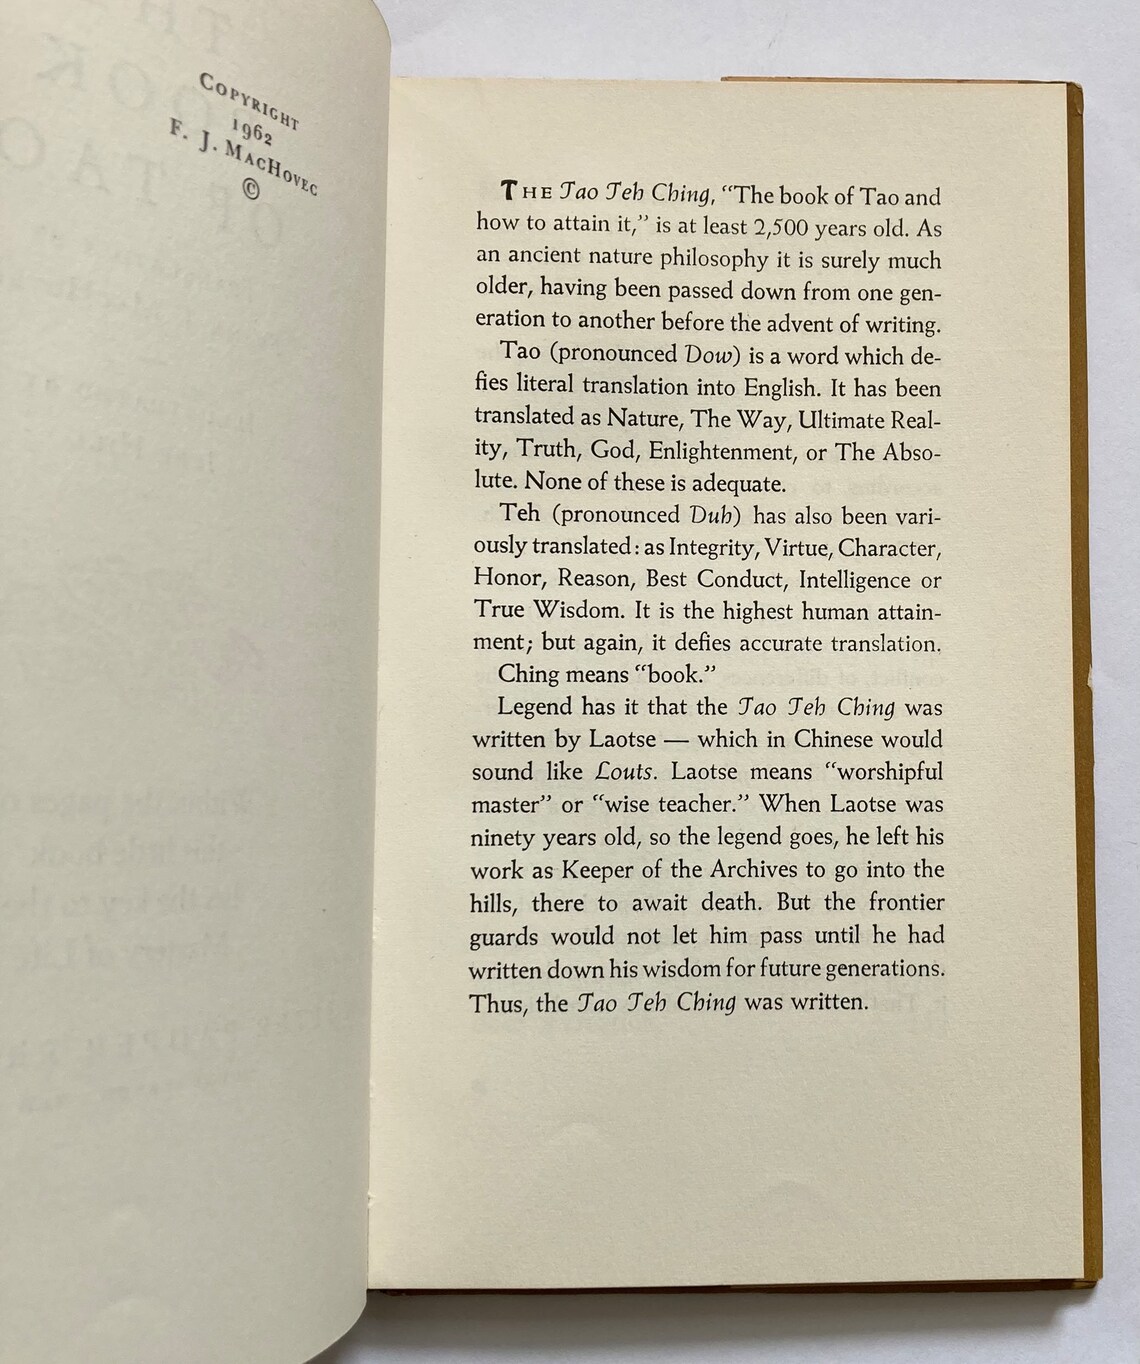 Copyright
1962
F. J. MacHovec
©
The Tao Teh Ching, “The book of Tao and
how to attain it,” is at least 2,500 years old. As
an ancient nature philosophy it is surely much
older, having been passed down from one gen-
eration to another before the advent of writing.
Tao (pronounced Dow) is a word which de-
fies literal translation into English. It has been
translated as Nature, The Way, Ultimate Real-
ity, Truth, God, Enlightenment, or The Abso-
lute. None of these is adequate.
Teh (pronounced Duh) has also been vari-
ously translated: as Integrity, Virtue, Character,
Honor, Reason, Best Conduct, Intelligence or
True Wisdom. It is the highest human attain-
ment; but again, it defies accurate translation.
Ching means “book.”
Legend has it that the Tao Teh Ching was
written by Laotse — which in Chinese would
sound like Louts. Laotse means “worshipful
master” or “wise teacher.” When Laotse was
ninety years old, so the legend goes, he left his
work as Keeper of the Archives to go into the
hills, there to await death. But the frontier
guards would not let him pass until he had
written down his wisdom for future generations.
Thus, the Tao Teh Ching was written.